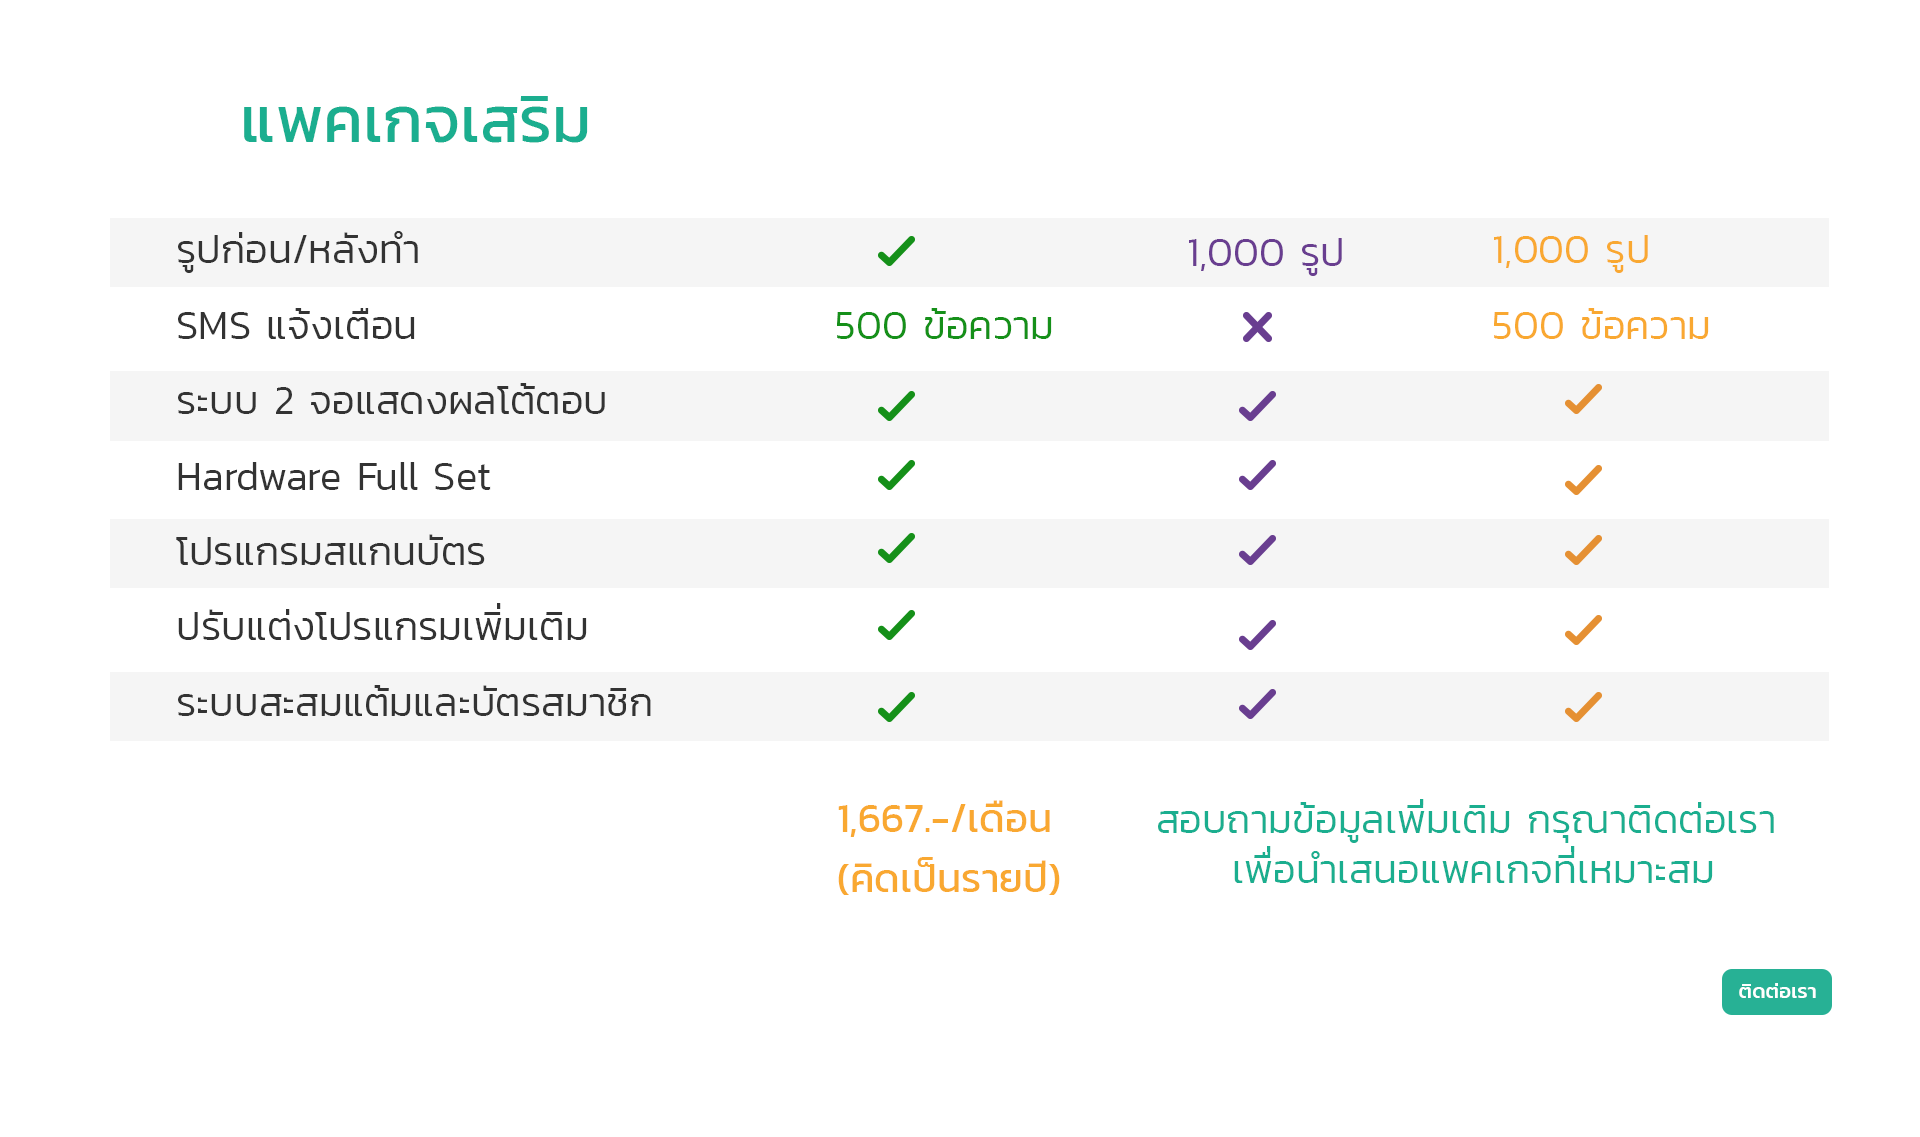 แพคเกจเสริม
รูปก่อน/หลังทำ 1,000 รูป 1,000 รูป
SMS แจ้งเตือน 500 ข้อความ 500 ข้อความ
ระบบ 2 จอแสดงผลโต้ตอบ
Hardware Full Set
โปรแกรมสแกนบัตร
ปรับแต่งโปรแกรมเพิ่มเติม
ระบบสะสมแต้มและบัตรสมาชิก
1,667.-/เดือน
(คิดเป็นรายปี)
สอบถามข้อมูลเพิ่มเติม กรุณาติดต่อเรา
เพื่อนำเสนอแพคเกจที่เหมาะสม
ติดต่อเรา